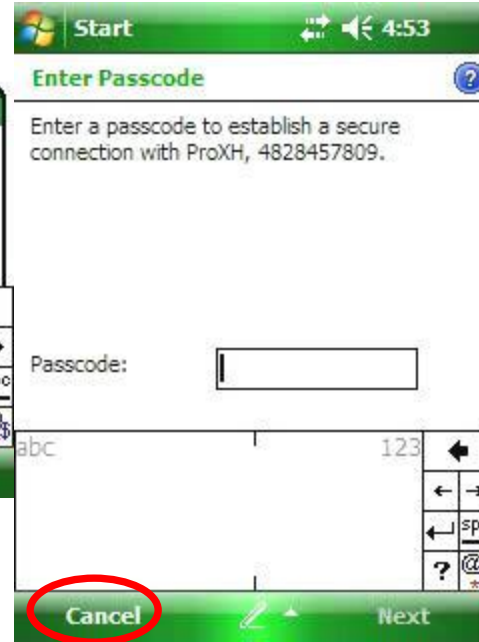 Start 4:53
Enter Passcode ?
Enter a passcode to establish a secure
connection with ProXH, 4828457809.
Passcode:
abc 123
sp
? @
*
Cancel Next